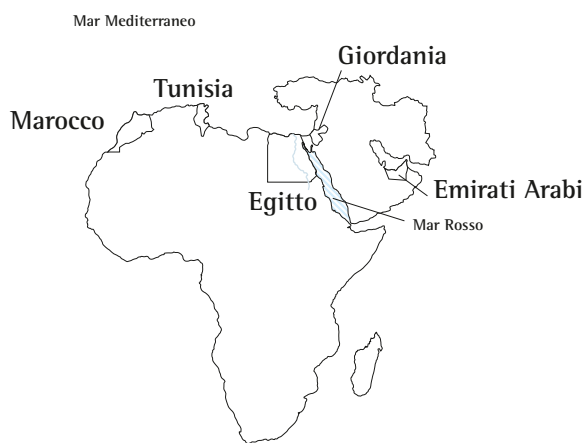 Mar Mediterraneo
Giordania
Tunisia
Marocco
Emirati Arabi
Egitto
Mar Rosso